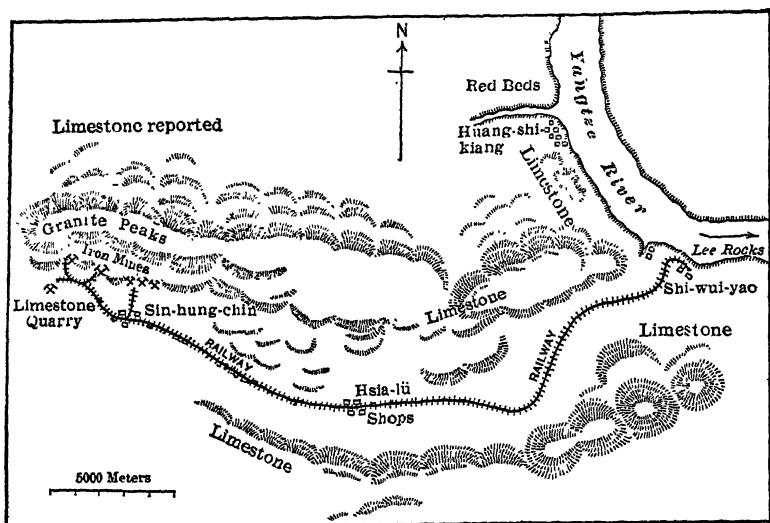 N
Red Beds
Yangtze
River
Limestone reported
Huang-shi-
kiang
Limestone
Granite Peaks
Iron Mines
Lee Rocks
Limestone
Quarry
Sin-hung-chin
Limestone
Shi-wui-yao
Limestone
RAILWAY
RAILWAY
Hsia-lü
Shops
Limestone
5000 Meters